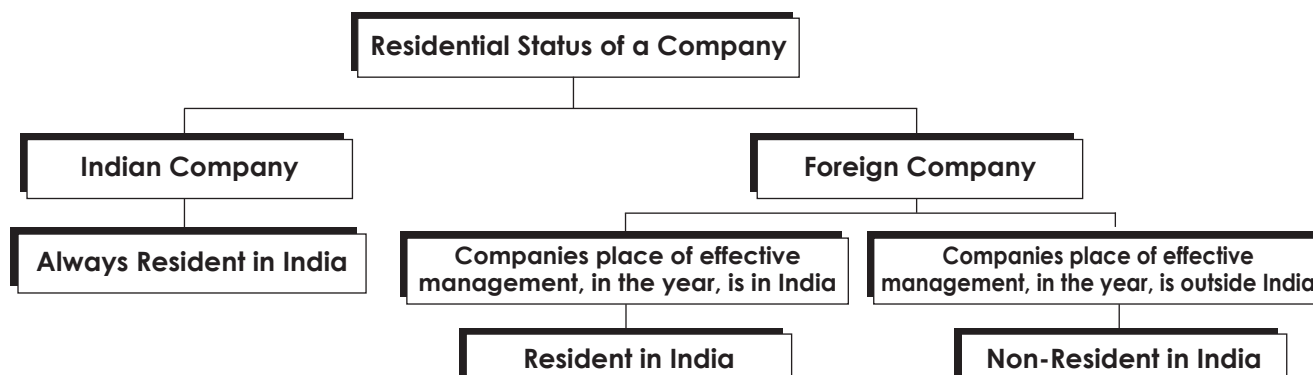 Residential Status of a Company
Indian Company
Foreign Company
Always Resident in India
Companies place of effective
management, in the year, is in India
Companies place of effective
management, in the year, is outside India
Resident in India
Non-Resident in India